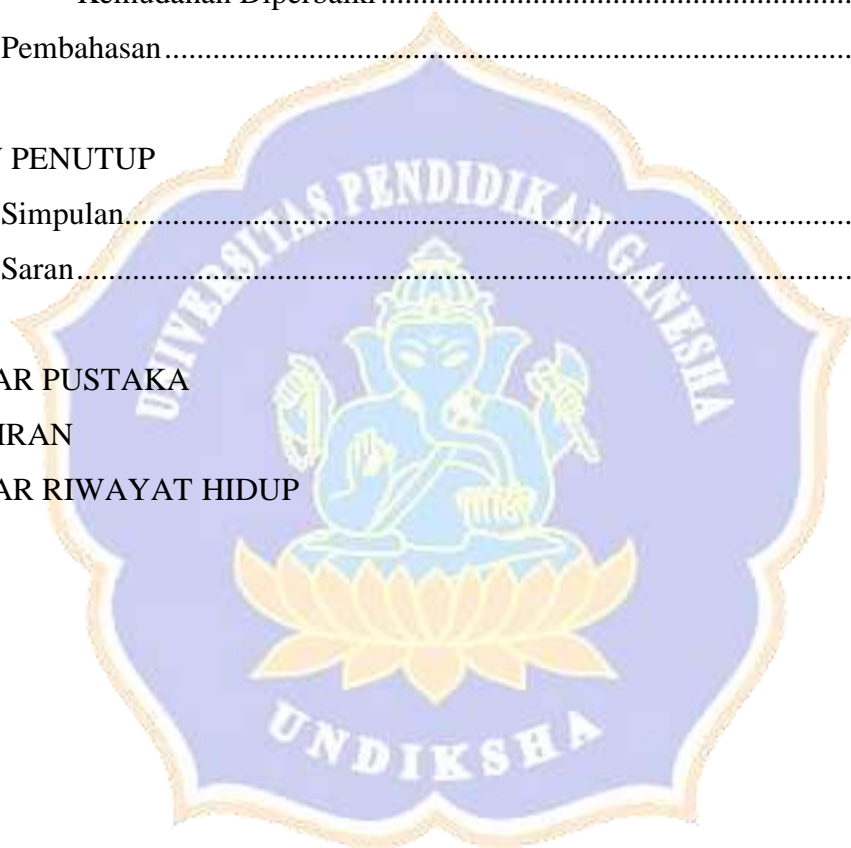 Kemudahan Diperbaiki ............................................................
Pembahasan ............................................................
PENUTUP
Simpulan ............................................................
Saran ............................................................
AR PUSTAKA
IRAN
AR RIWAYAT HIDUP
UNIVERSITAS PENDIDIKAN GANESHA
UNDIKSHA